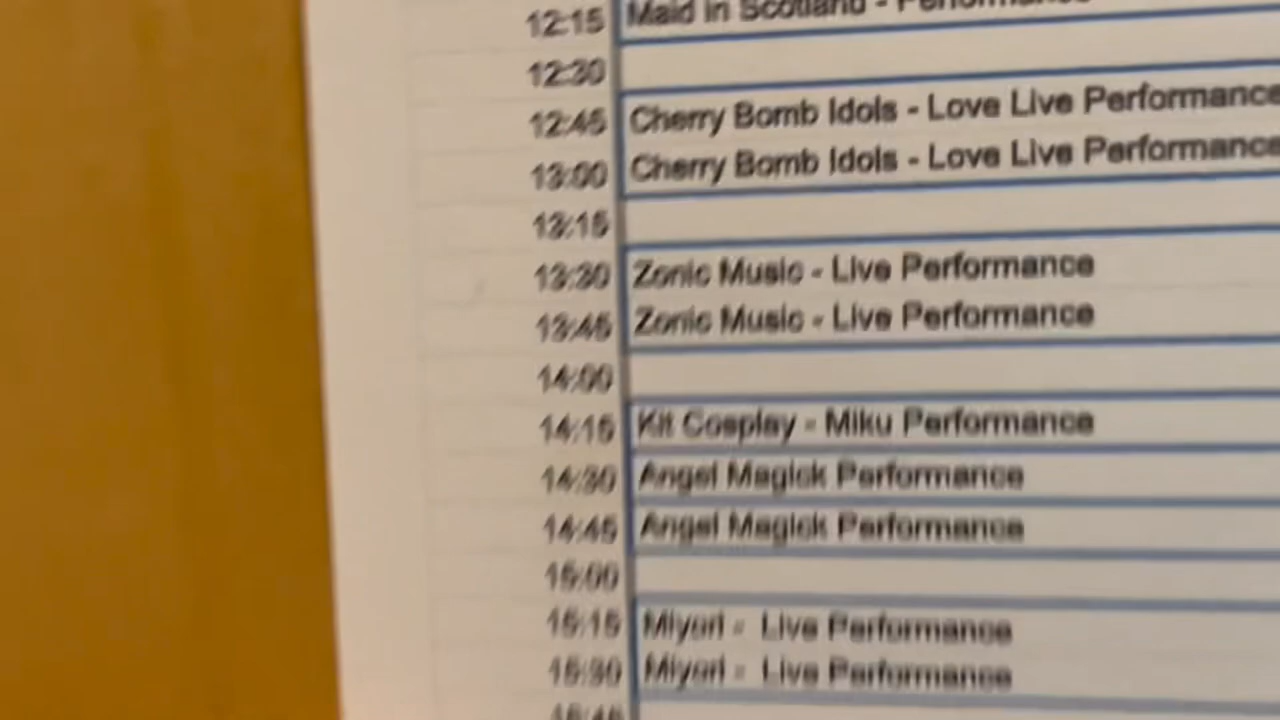 12:15 Maid in Scotland - Performance
12:30
12:45 Cherry Bomb Idols - Love Live Performance
13:00 Cherry Bomb Idols - Love Live Performance
13:15
13:30 Zonic Music - Live Performance
13:45 Zonic Music - Live Performance
14:00
14:15 Kit Cosplay - Miku Performance
14:30 Angel Magick Performance
14:45 Angel Magick Performance
15:00
15:15 Miyori - Live Performance
15:30 Miyori - Live Performance
15:45